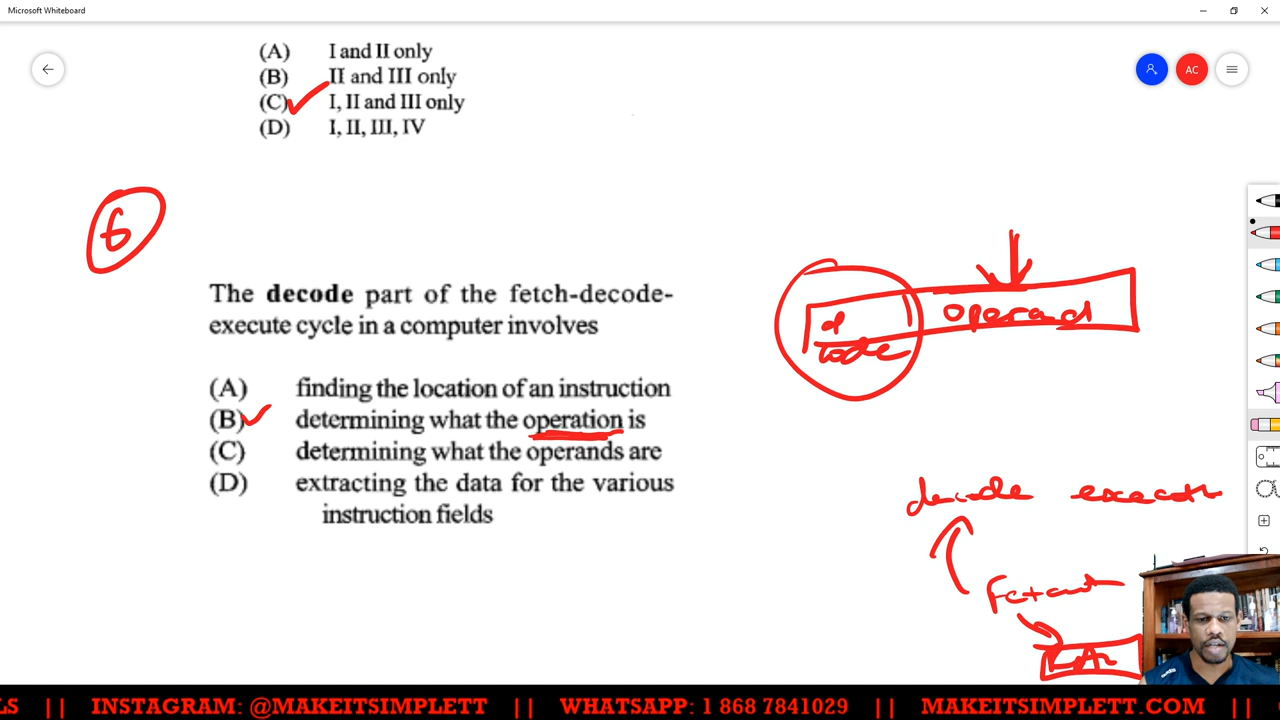 Microsoft Whiteboard
(A) I and II only
(B) II and III only
(C) I, II and III only
(D) I, II, III, IV
AC
6
The decode part of the fetch-decode-
execute cycle in a computer involves
(A) finding the location of an instruction
(B) determining what the operation is
(C) determining what the operands are
(D) extracting the data for the various
instruction fields
operand
code
decode
LS || INSTAGRAM: @MAKEITSIMPLETT || WHATSAPP: 1 868 7841029 || MAKEITSIMPLETT.COM ||